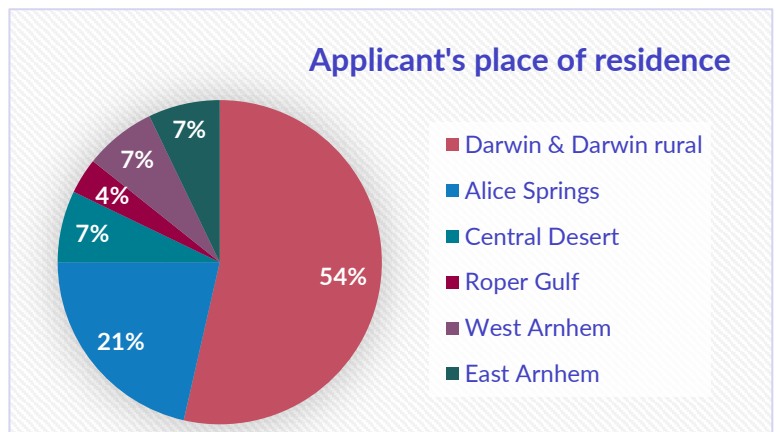 Applicant's place of residence
7%
7%
4%
7%
54%
21%
Darwin & Darwin rural
Alice Springs
Central Desert
Roper Gulf
West Arnhem
East Arnhem